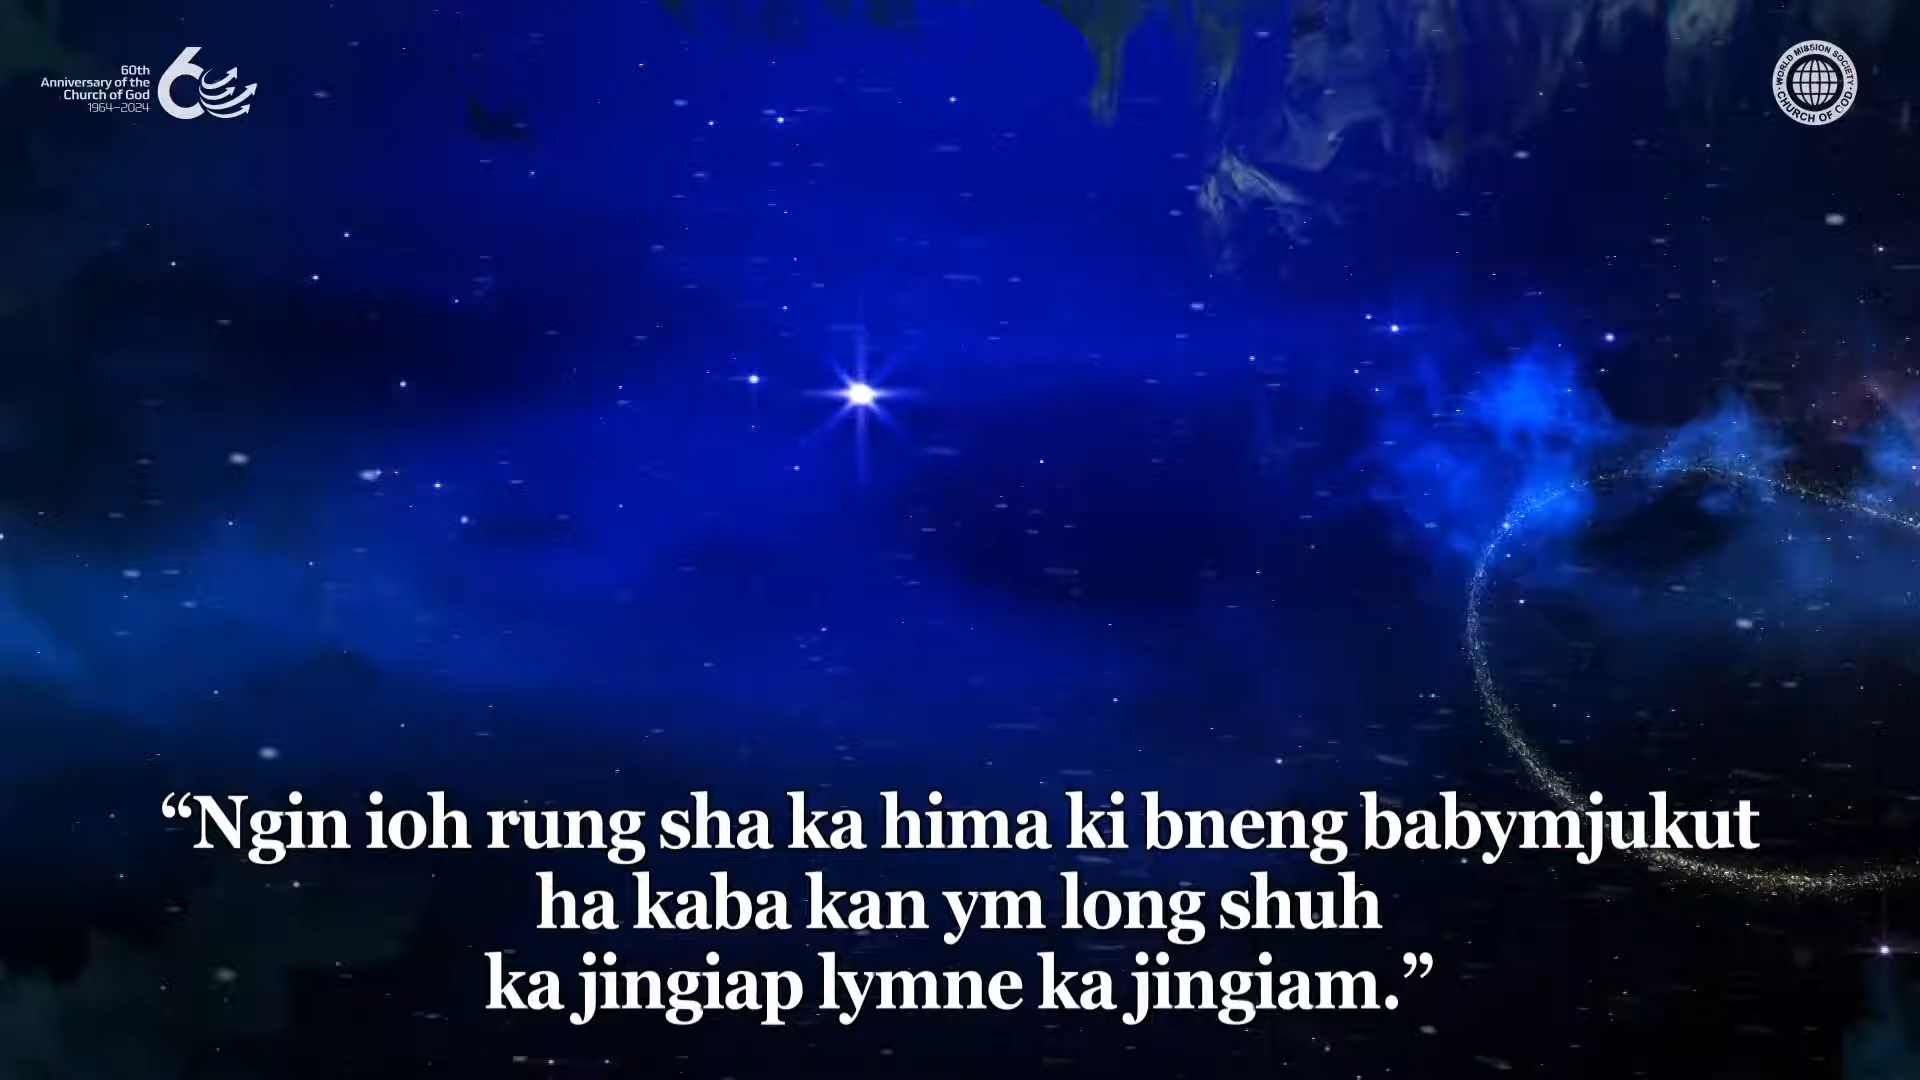 60th
Anniversary of the
Church of God
1964–2024
60
WORLD MISSION SOCIETY
CHURCH OF GOD
“Ngin ioh rung sha ka hima ki bneng babymjukut
ha kaba kan ym long shuh
ka jingiap lymne ka jingiam.”